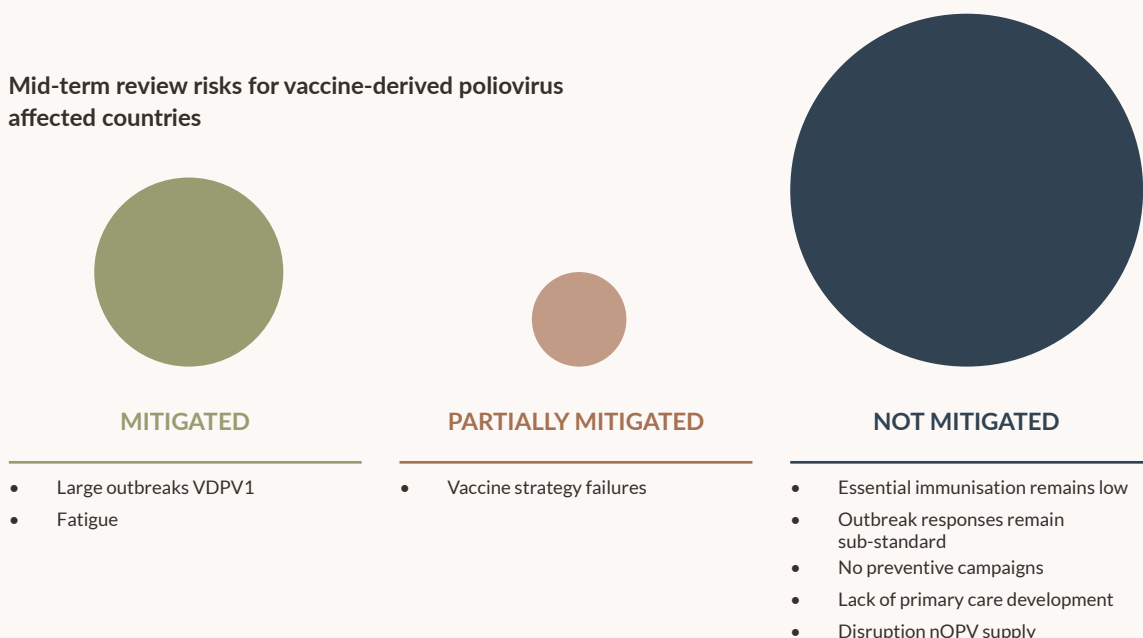 Mid-term review risks for vaccine-derived poliovirus
affected countries
MITIGATED
• Large outbreaks VDPV1
• Fatigue
PARTIALLY MITIGATED
• Vaccine strategy failures
NOT MITIGATED
• Essential immunisation remains low
• Outbreak responses remain
sub-standard
• No preventive campaigns
• Lack of primary care development
• Disruption nOPV supply